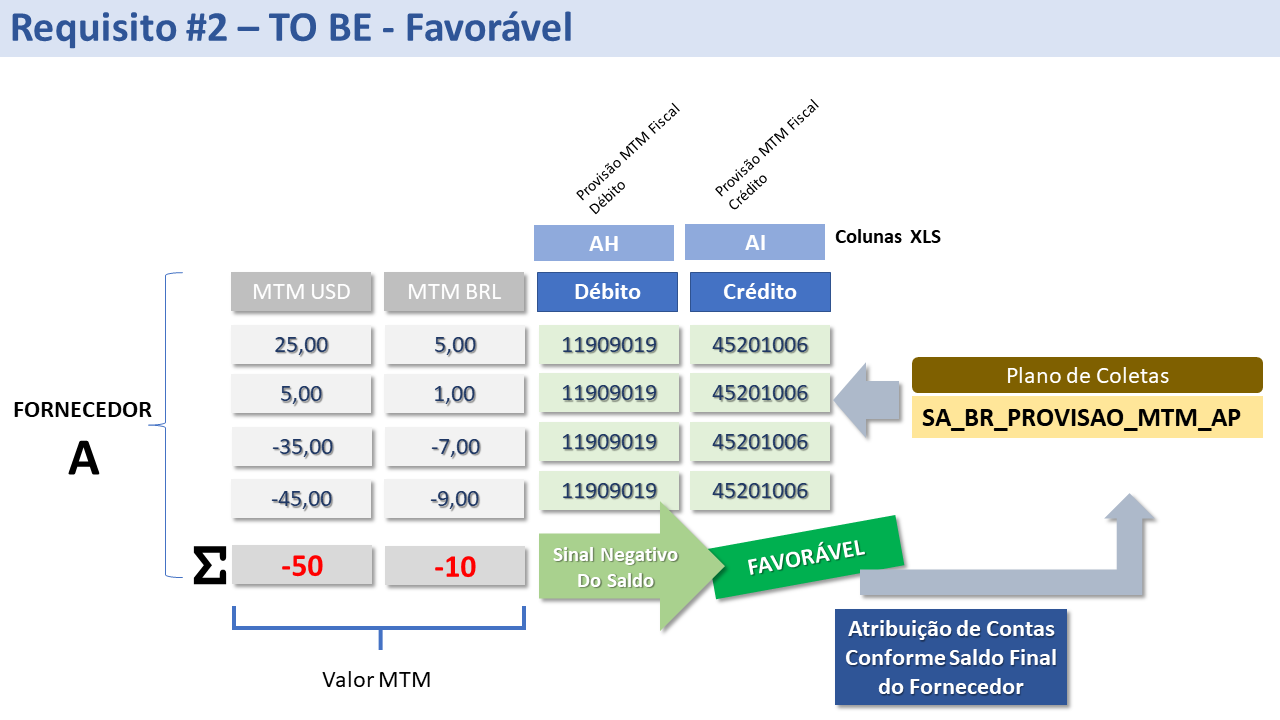 Requisito #2 – TO BE - Favorável
Provisão MTM Fiscal
Débito
Provisão MTM Fiscal
Crédito
AH
AI
Colunas XLS
MTM USD
MTM BRL
Débito
Crédito
25,00
5,00
11909019
45201006
5,00
1,00
11909019
45201006
-35,00
-7,00
11909019
45201006
-45,00
-9,00
11909019
45201006
FORNECEDOR
A
Plano de Coletas
SA_BR_PROVISAO_MTM_AP
Σ
-50
-10
Sinal Negativo
Do Saldo
FAVORÁVEL
Atribuição de Contas
Conforme Saldo Final
do Fornecedor
Valor MTM